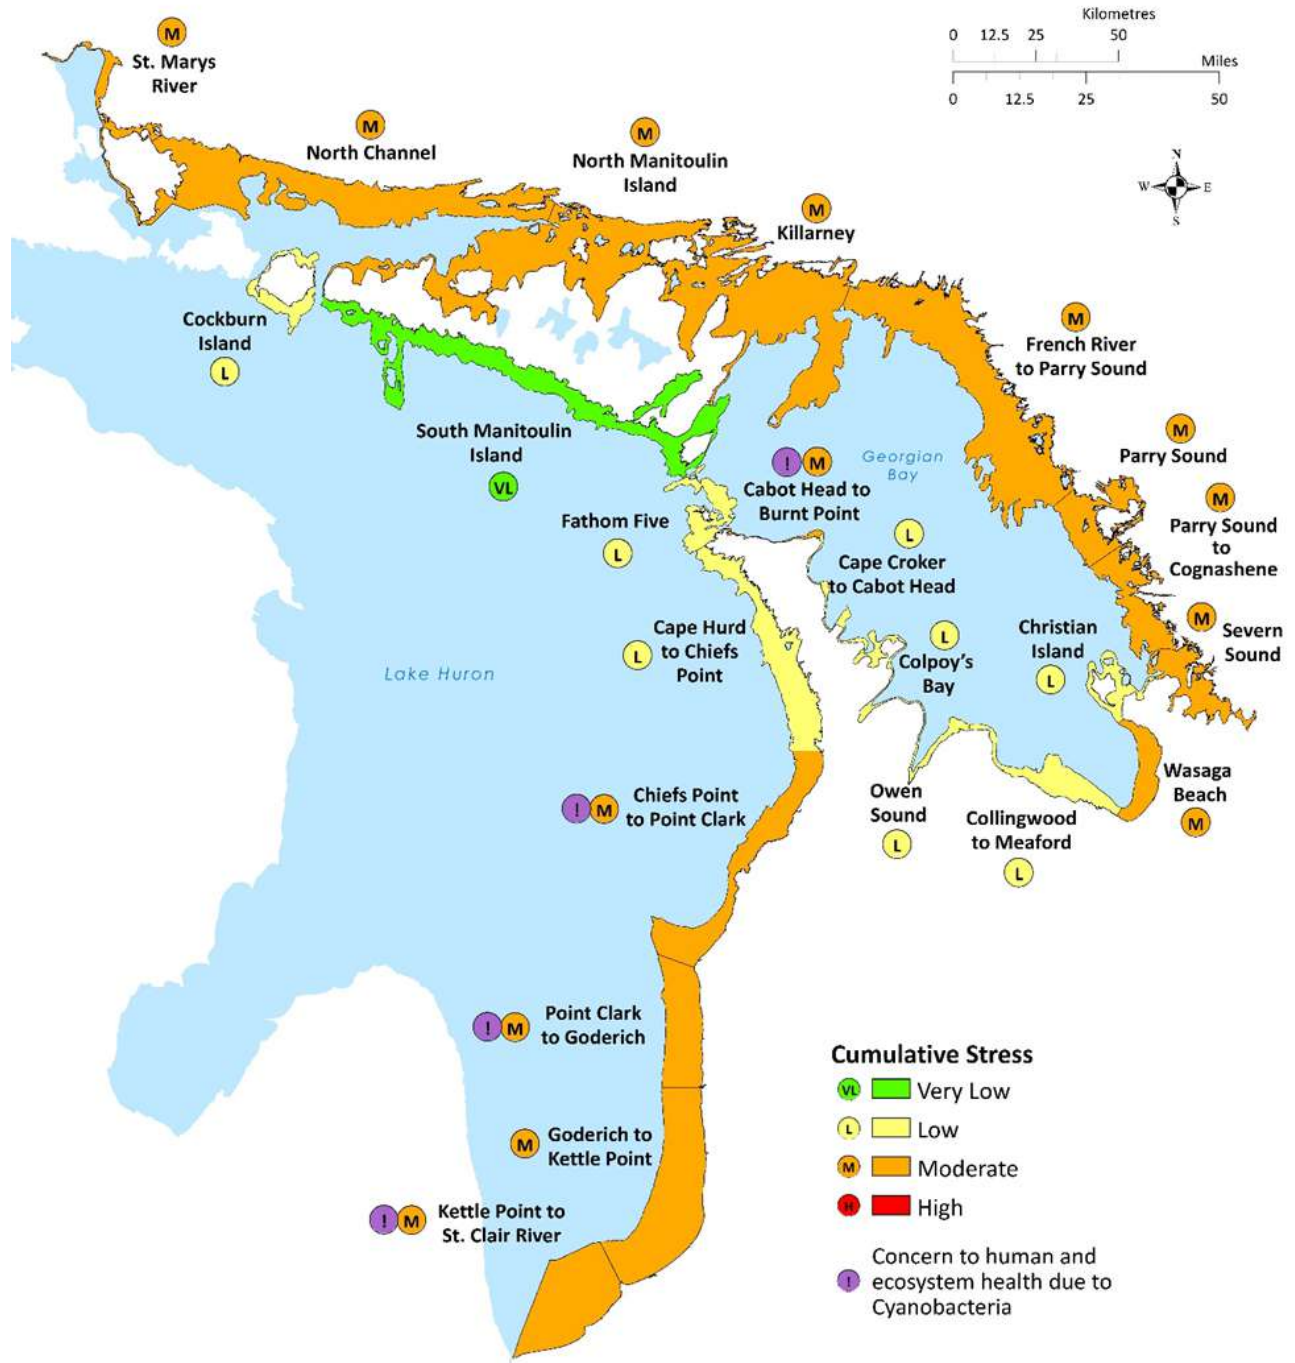 Kilometres
0 12.5 25 50
Miles
0 12.5 25 50
N
W E
S
M
St. Marys
River
M
North Channel
M
North Manitoulin
Island
M
Killarney
Cockburn
Island
L
M
French River
to Parry Sound
South Manitoulin
Island
VL
M
Parry Sound
Georgian
Bay
! M
Cabot Head to
Burnt Point
M
Parry Sound
to
Cognashene
Fathom Five
L
L
Cape Croker
to Cabot Head
M
Severn
Sound
Cape Hurd
to Chiefs
Point
L
L
Colpoy's
Bay
Christian
Island
L
Lake Huron
! M
Chiefs Point
to Point Clark
Owen
Sound
L
Collingwood
to Meaford
L
Wasaga
Beach
M
! M
Point Clark
to Goderich
M
Goderich to
Kettle Point
! M
Kettle Point to
St. Clair River
Cumulative Stress
VL Very Low
L Low
M Moderate
H High
! Concern to human and
ecosystem health due to
Cyanobacteria